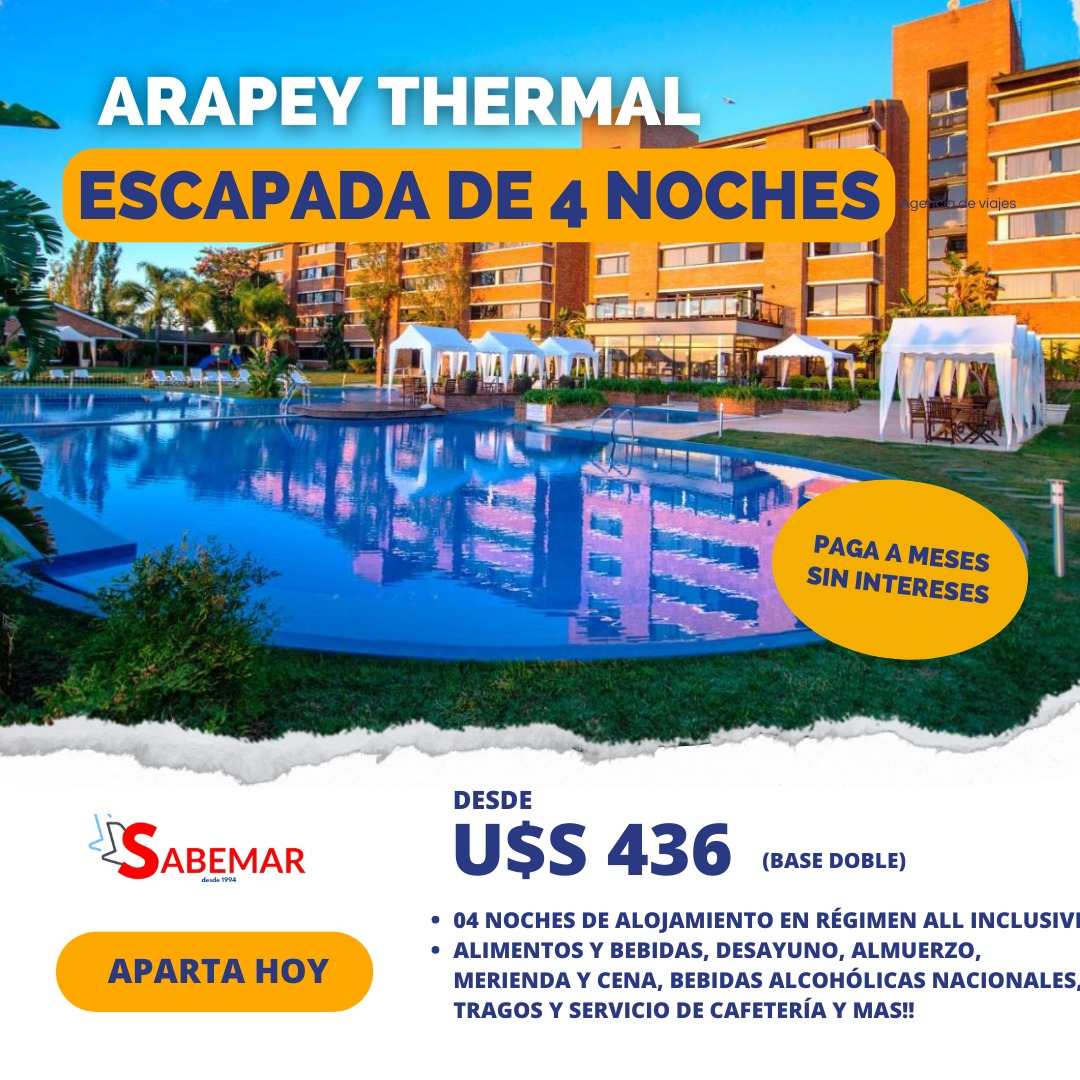 ARAPEY THERMAL
ESCAPADA DE 4 NOCHES
Agencia de viajes
PAGA A MESES
SIN INTERESES
DESDE
U$S 436 (BASE DOBLE)
SABEMAR
desde 1994
APARTA HOY
• 04 NOCHES DE ALOJAMIENTO EN RÉGIMEN ALL INCLUSIV
• ALIMENTOS Y BEBIDAS, DESAYUNO, ALMUERZO,
MERIENDA Y CENA, BEBIDAS ALCOHÓLICAS NACIONALES,
TRAGOS Y SERVICIO DE CAFETERÍA Y MAS!!